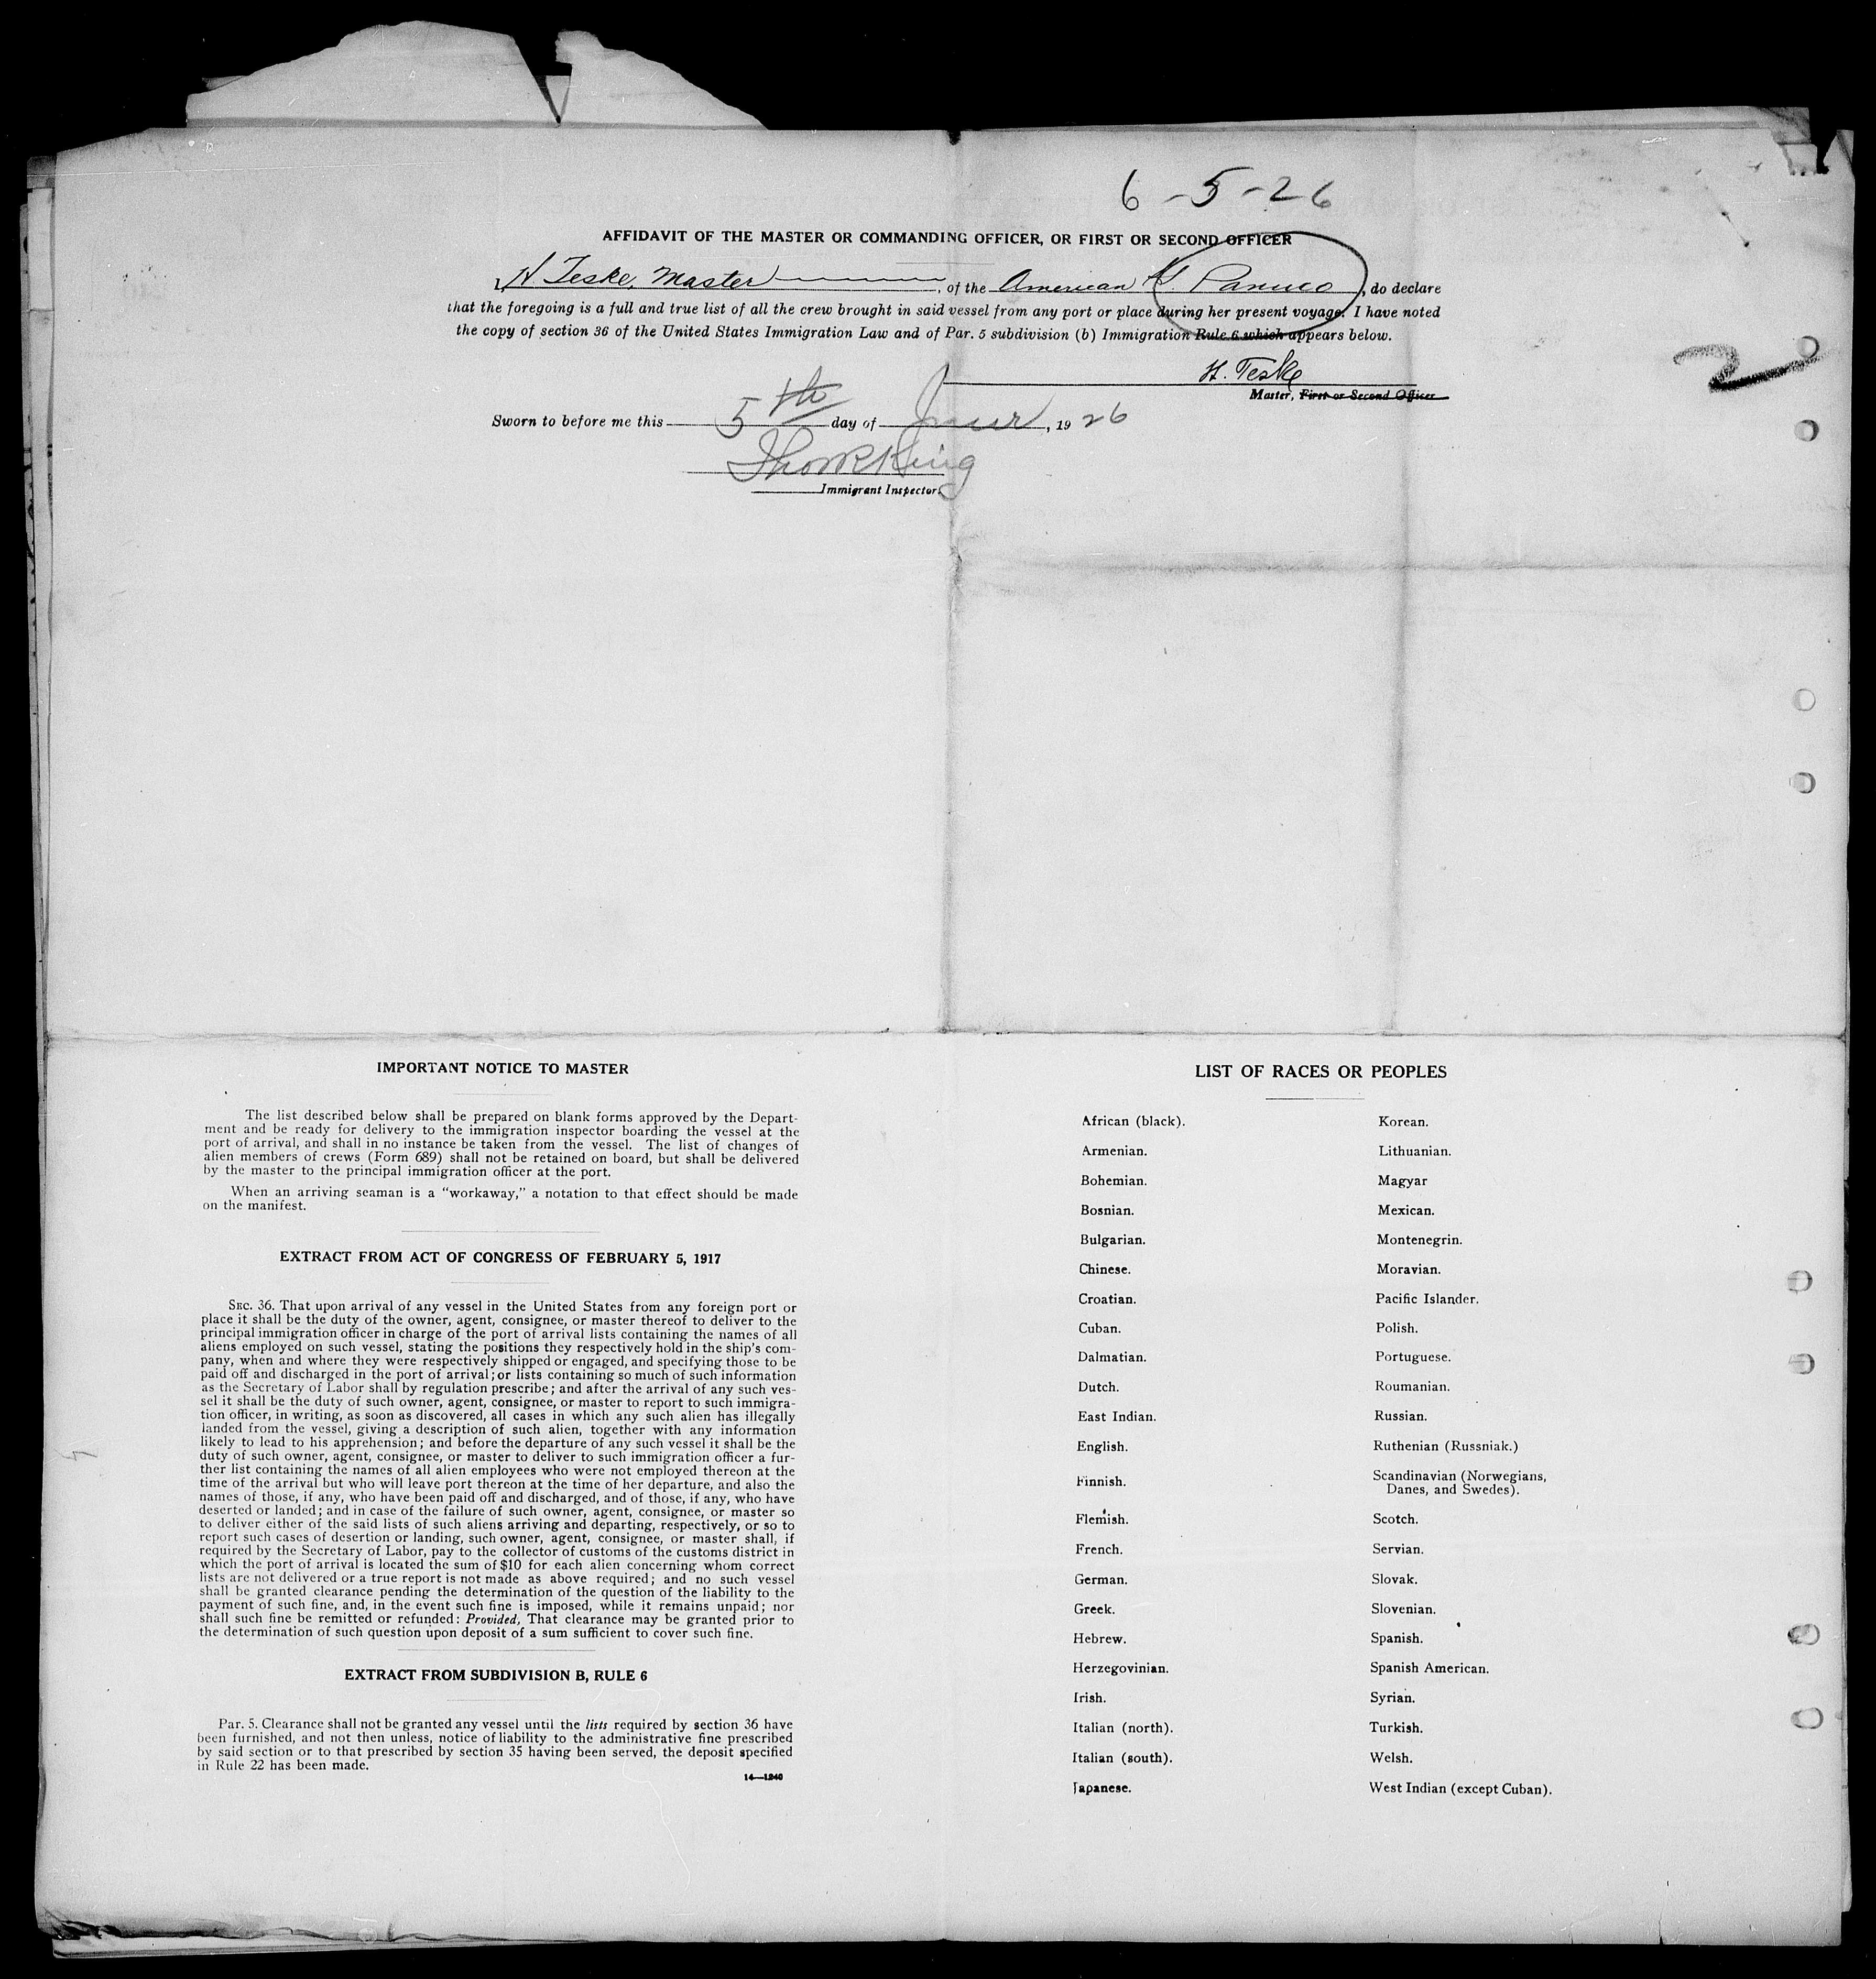 6-5-26
AFFIDAVIT OF THE MASTER OR COMMANDING OFFICER, OR FIRST OR SECOND OFFICER
I, H. Teske, Master, of the American SS. Panuco, do declare
that the foregoing is a full and true list of all the crew brought in said vessel from any port or place during her present voyage. I have noted
the copy of section 36 of the United States Immigration Law and of Par. 5 subdivision (b) Immigration Rule 6 which appears below.
H. Teske
2
Master, First or Second Officer
Sworn to before me this 5th day of June, 1926
Thos R King
Immigrant Inspector.
IMPORTANT NOTICE TO MASTER
The list described below shall be prepared on blank forms approved by the Depart-
ment and be ready for delivery to the immigration inspector boarding the vessel at the
port of arrival, and shall in no instance be taken from the vessel. The list of changes of
alien members of crews (Form 689) shall not be retained on board, but shall be delivered
by the master to the principal immigration officer at the port.
When an arriving seaman is a "workaway," a notation to that effect should be made
on the manifest.
EXTRACT FROM ACT OF CONGRESS OF FEBRUARY 5, 1917
SEC. 36. That upon arrival of any vessel in the United States from any foreign port or
place it shall be the duty of the owner, agent, consignee, or master thereof to deliver to the
principal immigration officer in charge of the port of arrival lists containing the names of all
aliens employed on such vessel, stating the positions they respectively hold in the ship's com-
pany, when and where they were respectively shipped or engaged, and specifying those to be
paid off and discharged in the port of arrival; or lists containing so much of such information
as the Secretary of Labor shall by regulation prescribe; and after the arrival of any such ves-
sel it shall be the duty of such owner, agent, consignee, or master to report to such immigra-
tion officer, in writing, as soon as discovered, all cases in which any such alien has illegally
landed from the vessel, giving a description of such alien, together with any information
likely to lead to his apprehension; and before the departure of any such vessel it shall be the
duty of such owner, agent, consignee, or master to deliver to such immigration officer a fur-
ther list containing the names of all alien employees who were not employed thereon at the
time of the arrival but who will leave port thereon at the time of her departure, and also the
names of those, if any, who have been paid off and discharged, and of those, if any, who have
deserted or landed; and in case of the failure of such owner, agent, consignee, or master so
to deliver either of the said lists of such aliens arriving and departing, respectively, or so to
report such cases of desertion or landing, such owner, agent, consignee, or master shall, if
required by the Secretary of Labor, pay to the collector of customs of the customs district in
which the port of arrival is located the sum of $10 for each alien concerning whom correct
lists are not delivered or a true report is not made as above required; and no such vessel
shall be granted clearance pending the determination of the question of the liability to the
payment of such fine, and, in the event such fine is imposed, while it remains unpaid; nor
shall such fine be remitted or refunded: Provided, That clearance may be granted prior to
the determination of such question upon deposit of a sum sufficient to cover such fine.
EXTRACT FROM SUBDIVISION B, RULE 6
Par. 5. Clearance shall not be granted any vessel until the lists required by section 36 have
been furnished, and not then unless, notice of liability to the administrative fine prescribed
by said section or to that prescribed by section 35 having been served, the deposit specified
in Rule 22 has been made.
14—1240
LIST OF RACES OR PEOPLES
African (black).
Armenian.
Bohemian.
Bosnian.
Bulgarian.
Chinese.
Croatian.
Cuban.
Dalmatian.
Dutch.
East Indian.
English.
Finnish.
Flemish.
French.
German.
Greek.
Hebrew.
Herzegovinian.
Irish.
Italian (north).
Italian (south).
Japanese.
Korean.
Lithuanian.
Magyar
Mexican.
Montenegrin.
Moravian.
Pacific Islander.
Polish.
Portuguese.
Roumanian.
Russian.
Ruthenian (Russniak.)
Scandinavian (Norwegians,
Danes, and Swedes).
Scotch.
Servian.
Slovak.
Slovenian.
Spanish.
Spanish American.
Syrian.
Turkish.
Welsh.
West Indian (except Cuban).